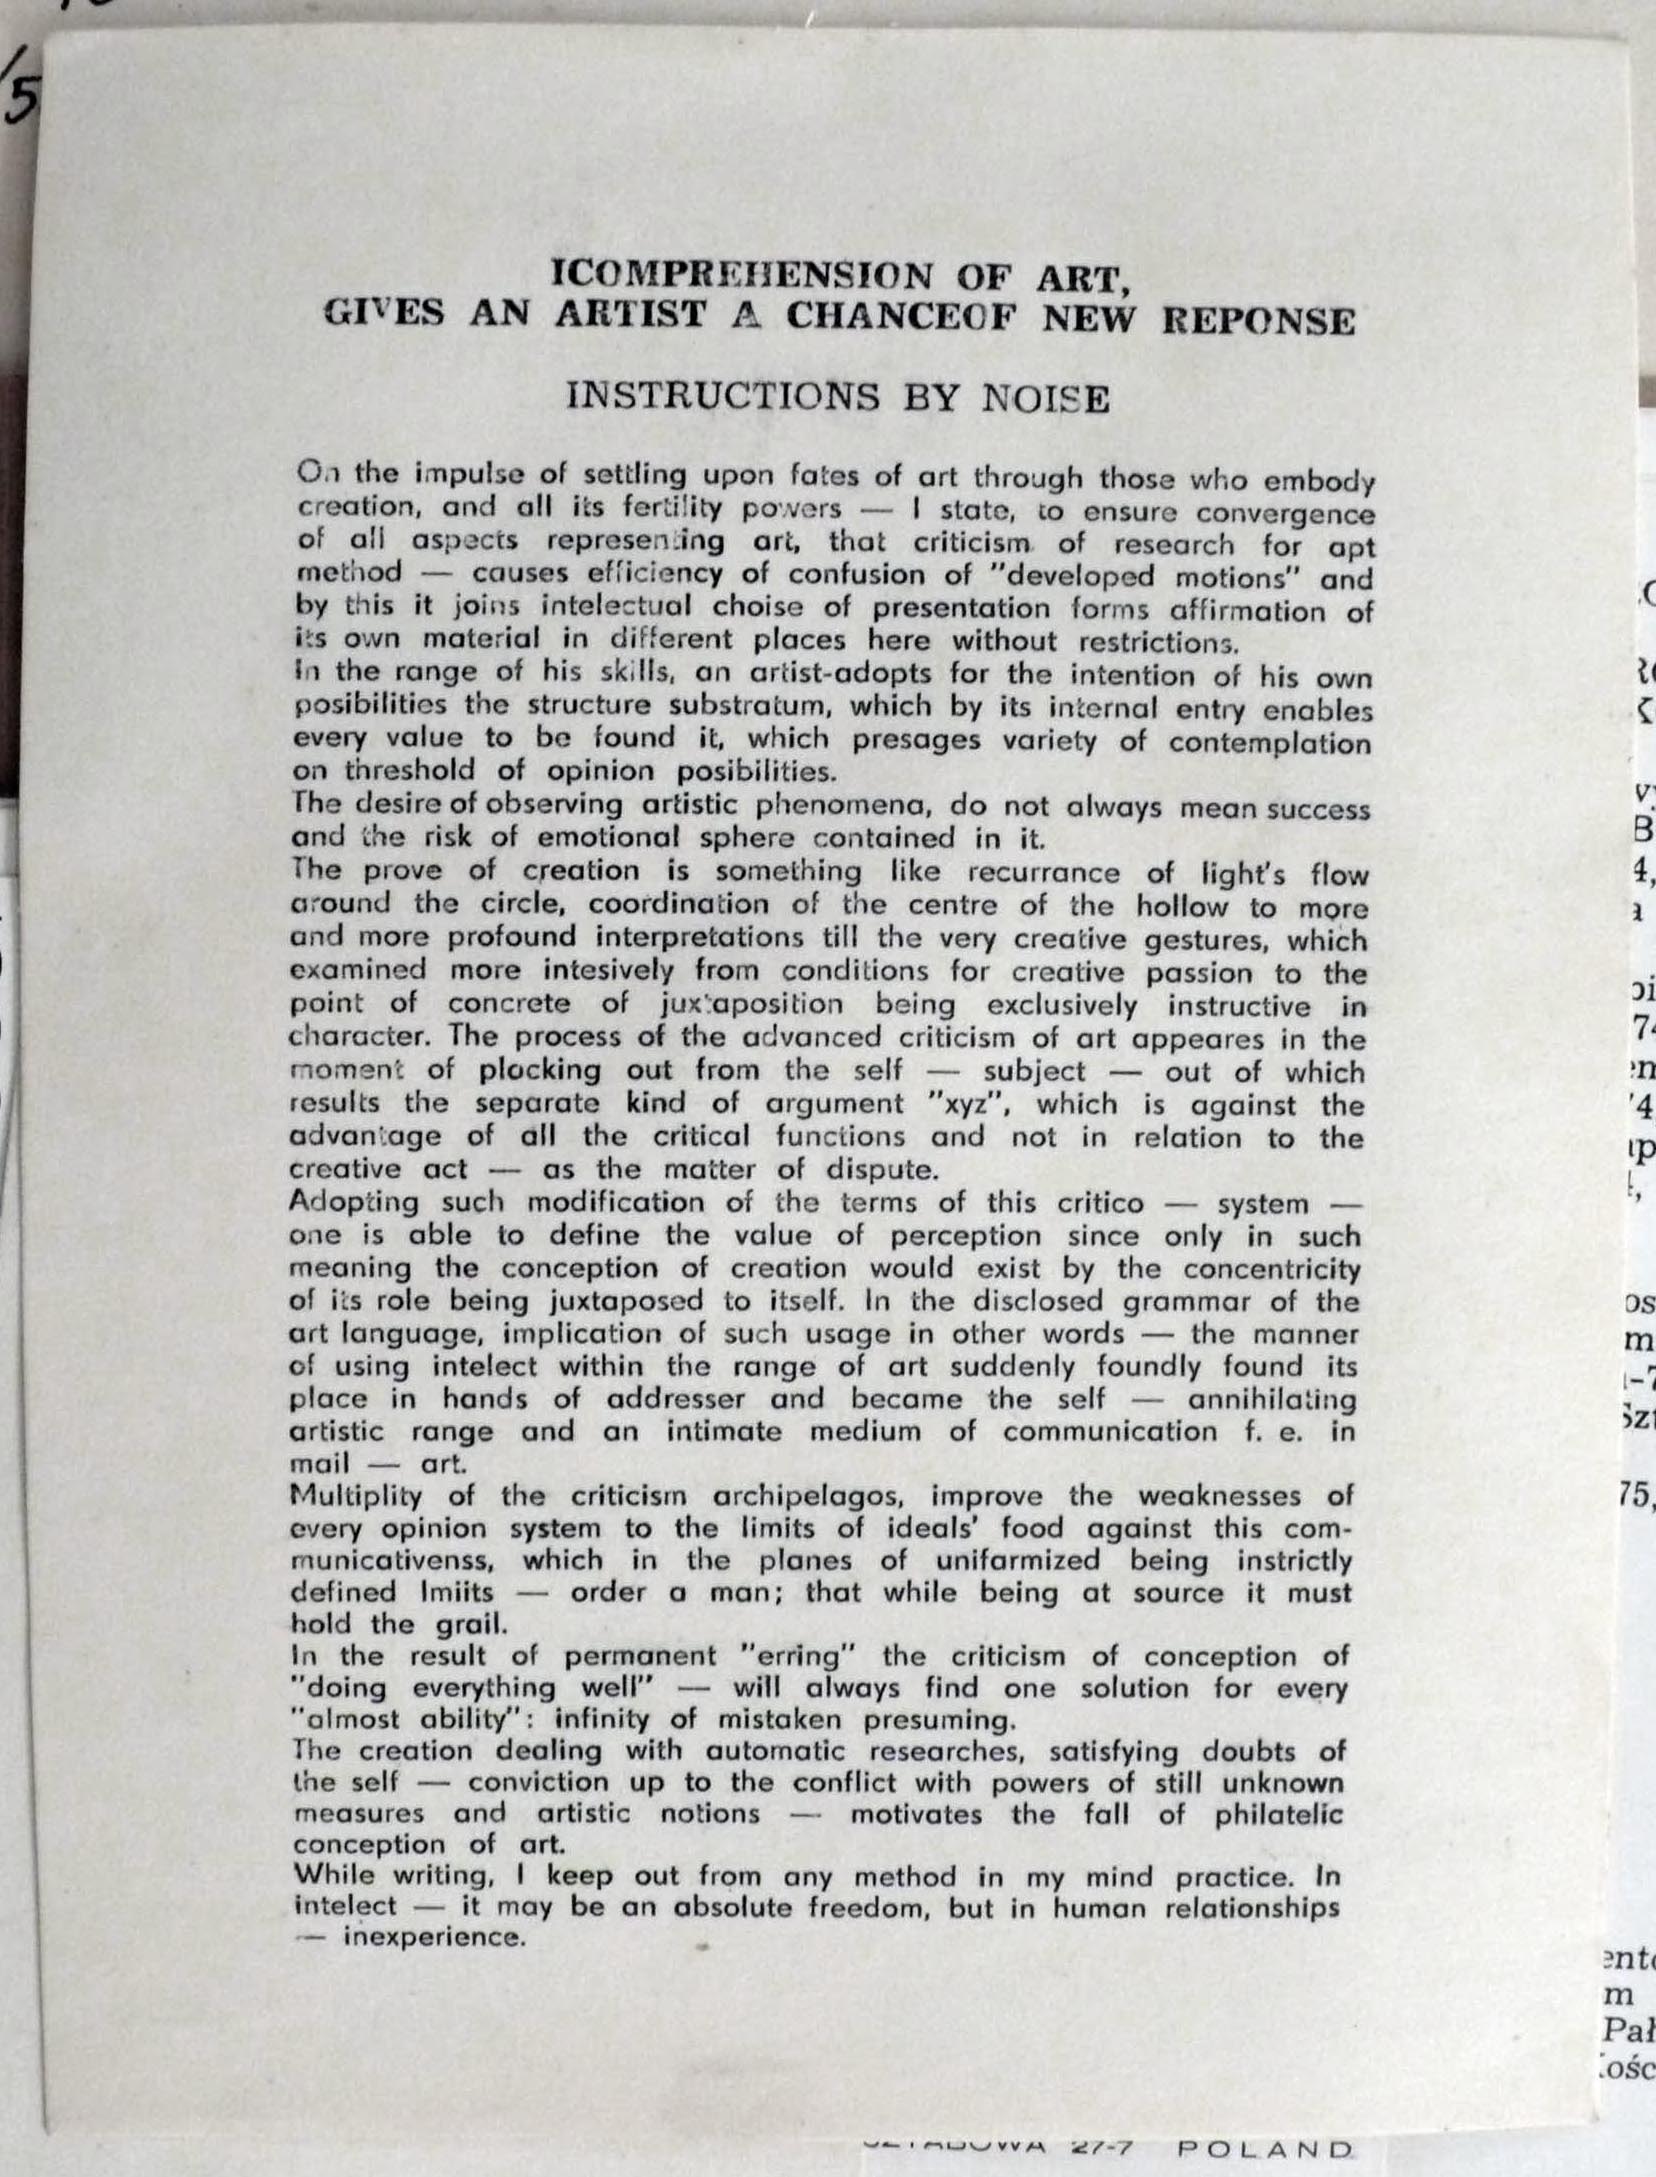 /5
ICOMPREHENSION OF ART,
GIVES AN ARTIST A CHANCEOF NEW REPONSE
INSTRUCTIONS BY NOISE
On the impulse of settling upon fates of art through those who embody
creation, and all its fertility powers — I state, to ensure convergence
of all aspects representing art, that criticism of research for apt
method — causes efficiency of confusion of "developed motions" and
by this it joins intelectual choise of presentation forms affirmation of
its own material in different places here without restrictions.
In the range of his skills, an artist-adopts for the intention of his own
posibilities the structure substratum, which by its internal entry enables
every value to be found it, which presages variety of contemplation
on threshold of opinion posibilities.
The desire of observing artistic phenomena, do not always mean success
and the risk of emotional sphere contained in it.
The prove of creation is something like recurrance of light's flow
around the circle, coordination of the centre of the hollow to more
and more profound interpretations till the very creative gestures, which
examined more intesively from conditions for creative passion to the
point of concrete of juxtaposition being exclusively instructive in
character. The process of the advanced criticism of art appeares in the
moment of plocking out from the self — subject — out of which
results the separate kind of argument "xyz", which is against the
advantage of all the critical functions and not in relation to the
creative act — as the matter of dispute.
Adopting such modification of the terms of this critico — system —
one is able to define the value of perception since only in such
meaning the conception of creation would exist by the concentricity
of its role being juxtaposed to itself. In the disclosed grammar of the
art language, implication of such usage in other words — the manner
of using intelect within the range of art suddenly foundly found its
place in hands of addresser and became the self — annihilating
artistic range and an intimate medium of communication f. e. in
mail — art.
Multiplity of the criticism archipelagos, improve the weaknesses of
every opinion system to the limits of ideals' food against this com-
municativenss, which in the planes of unifarmized being instrictly
defined lmiits — order a man; that while being at source it must
hold the grail.
In the result of permanent "erring" the criticism of conception of
"doing everything well" — will always find one solution for every
"almost ability": infinity of mistaken presuming.
The creation dealing with automatic researches, satisfying doubts of
the self — conviction up to the conflict with powers of still unknown
measures and artistic notions — motivates the fall of philatelic
conception of art.
While writing, I keep out from any method in my mind practice. In
intelect — it may be an absolute freedom, but in human relationships
— inexperience.
27-7 POLAND